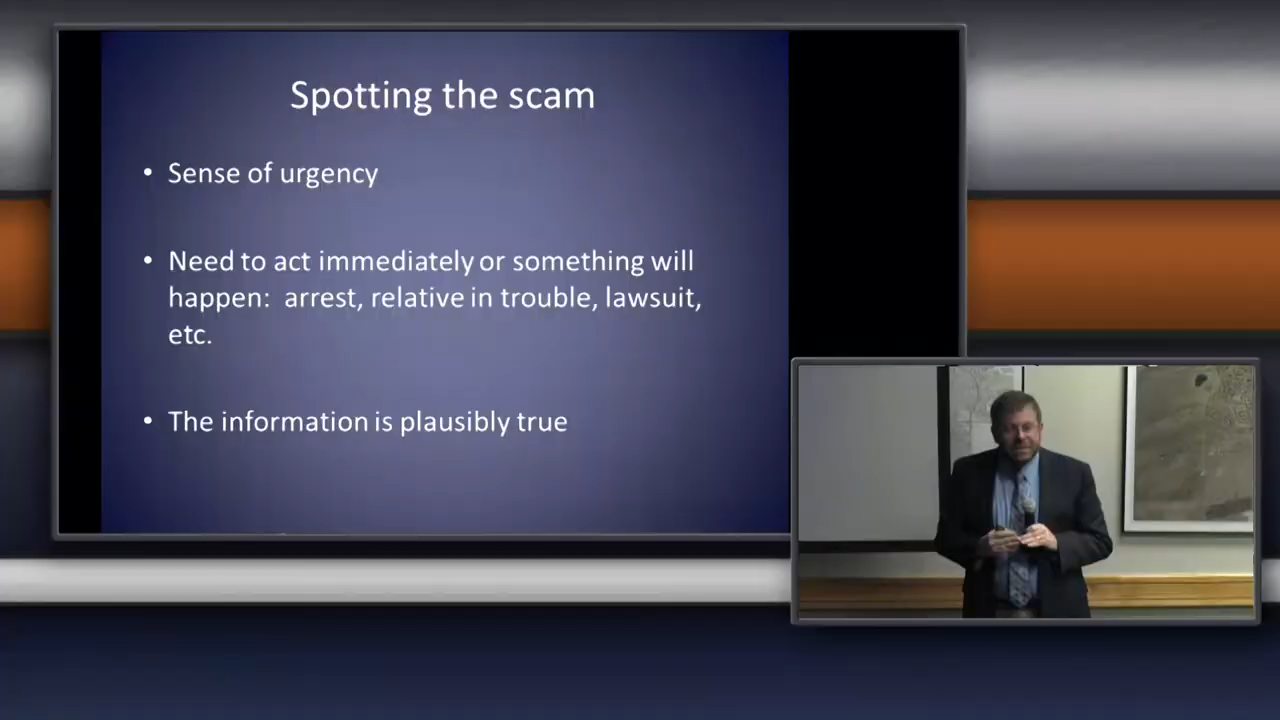 Spotting the scam
• Sense of urgency
• Need to act immediately or something will
happen:  arrest, relative in trouble, lawsuit,
etc.
• The information is plausibly true